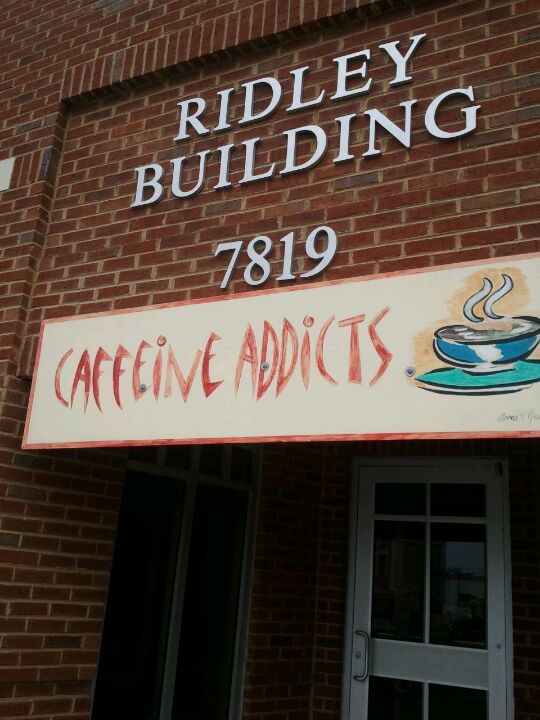 RIDLEY
BUILDING
7819
CAFFEINE ADDICTS